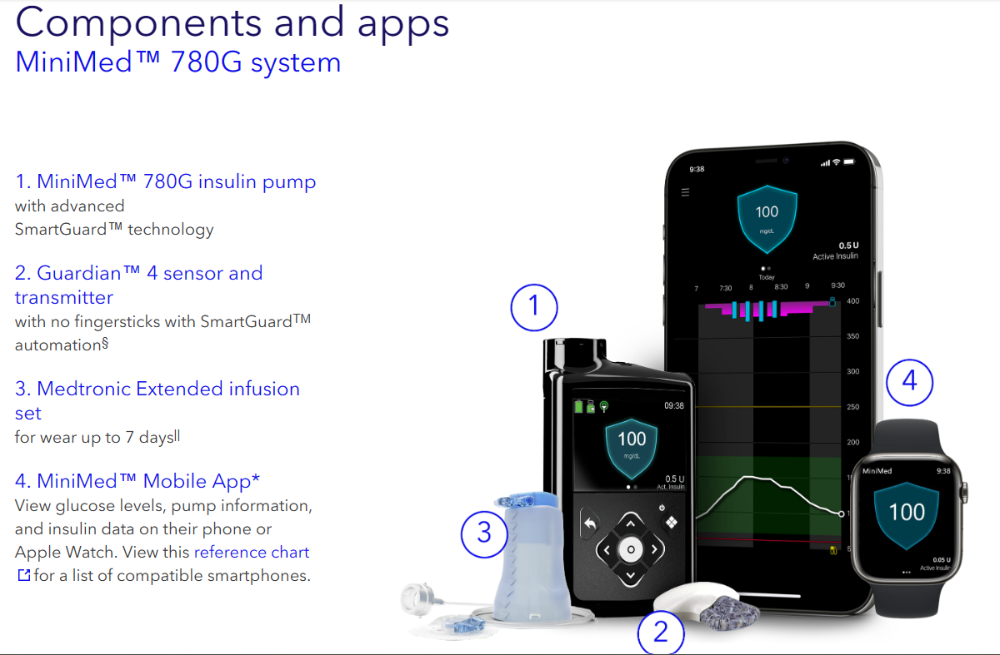 Components and apps
MiniMed™ 780G system
1. MiniMed™ 780G insulin pump
with advanced
SmartGuard™ technology
2. Guardian™ 4 sensor and
transmitter
with no fingersticks with SmartGuard™
automation§
3. Medtronic Extended infusion
set
for wear up to 7 days||
4. MiniMed™ Mobile App*
View glucose levels, pump information,
and insulin data on their phone or
Apple Watch. View this reference chart
for a list of compatible smartphones.
1
09:38
100
mg/dL
0.5 U
Act. Insulin
9:38
100
mg/dL
0.5 U
Active Insulin
Today
7 7:30 8 8:30 9 9:30
400
350
300
250
200
4
MiniMed 9:38
100
0.05 U
Active Insulin
3
2